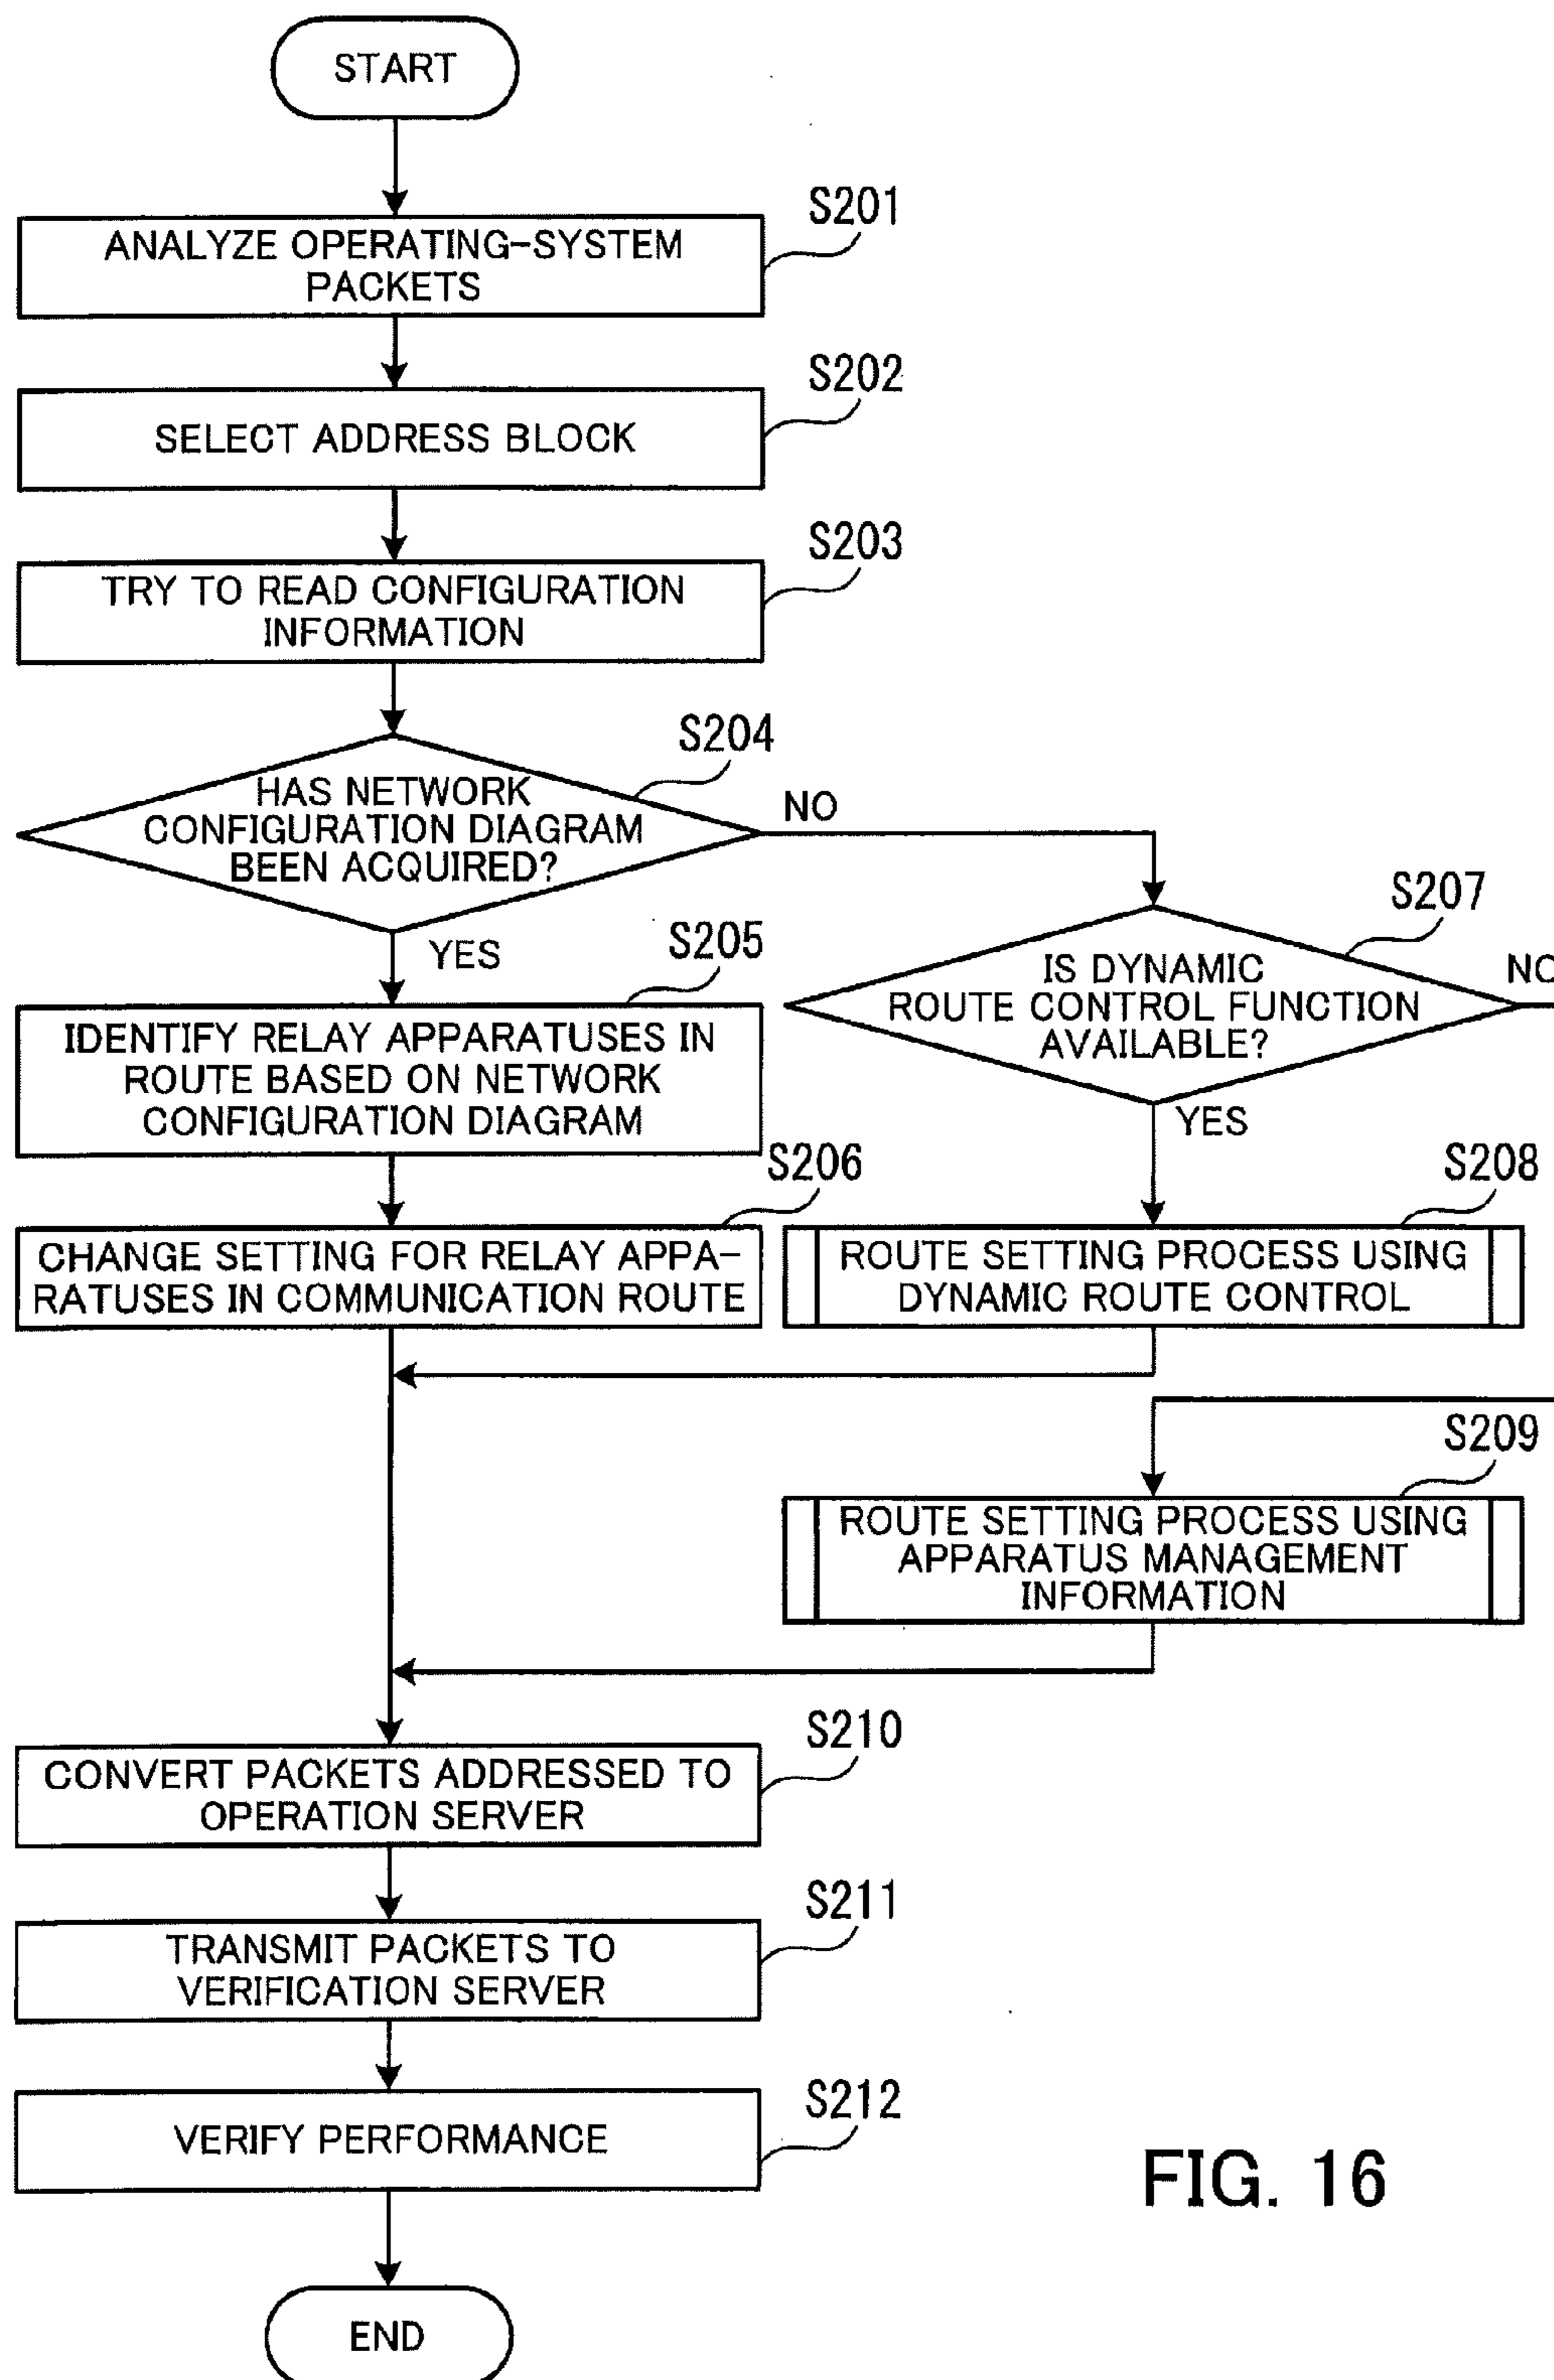 START
S201
ANALYZE OPERATING-SYSTEM
PACKETS
S202
SELECT ADDRESS BLOCK
S203
TRY TO READ CONFIGURATION
INFORMATION
S204
HAS NETWORK
CONFIGURATION DIAGRAM
BEEN ACQUIRED?
NO
YES
S205
IDENTIFY RELAY APPARATUSES IN
ROUTE BASED ON NETWORK
CONFIGURATION DIAGRAM
S206
CHANGE SETTING FOR RELAY APPA-
RATUSES IN COMMUNICATION ROUTE
S207
IS DYNAMIC
ROUTE CONTROL FUNCTION
AVAILABLE?
NO
YES
S208
ROUTE SETTING PROCESS USING
DYNAMIC ROUTE CONTROL
S209
ROUTE SETTING PROCESS USING
APPARATUS MANAGEMENT
INFORMATION
S210
CONVERT PACKETS ADDRESSED TO
OPERATION SERVER
S211
TRANSMIT PACKETS TO
VERIFICATION SERVER
S212
VERIFY PERFORMANCE
END
FIG. 16